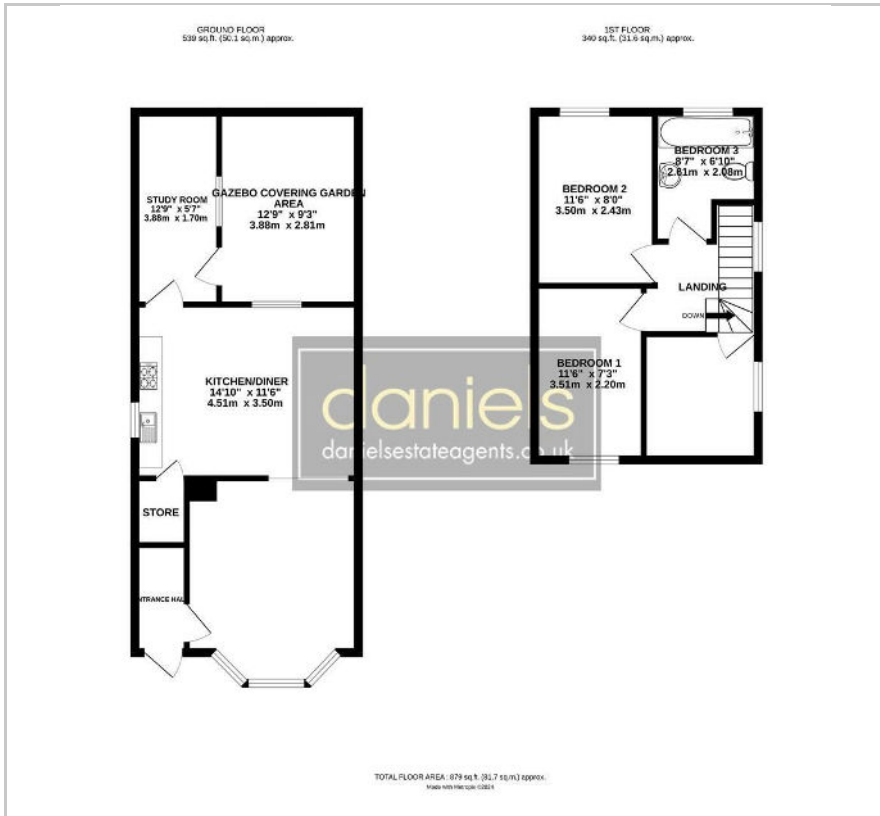 GROUND FLOOR
539 sq.ft. (50.1 sq.m.) approx.
1ST FLOOR
340 sq.ft. (31.6 sq.m.) approx.
STUDY ROOM
12'9" x 5'7"
3.88m x 1.70m
GAZEBO COVERING GARDEN
AREA
12'9" x 9'3"
3.88m x 2.81m
KITCHEN/DINER
14'10" x 11'6"
4.51m x 3.50m
STORE
NTRANCE HAL
BEDROOM 2
11'6" x 8'0"
3.50m x 2.43m
BEDROOM 3
8'7" x 6'10"
2.61m x 2.08m
LANDING
DOWN
BEDROOM 1
11'6" x 7'3"
3.51m x 2.20m
daniels
danielsestateagents.co.uk
TOTAL FLOOR AREA : 879 sq.ft. (81.7 sq.m.) approx.
Made with Metropix ©2024